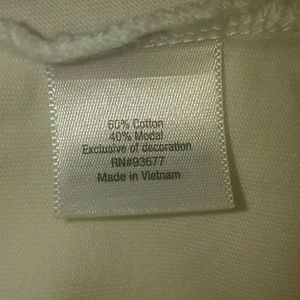 60% Cotton
40% Modal
Exclusive of decoration
RN#93677
Made in Vietnam